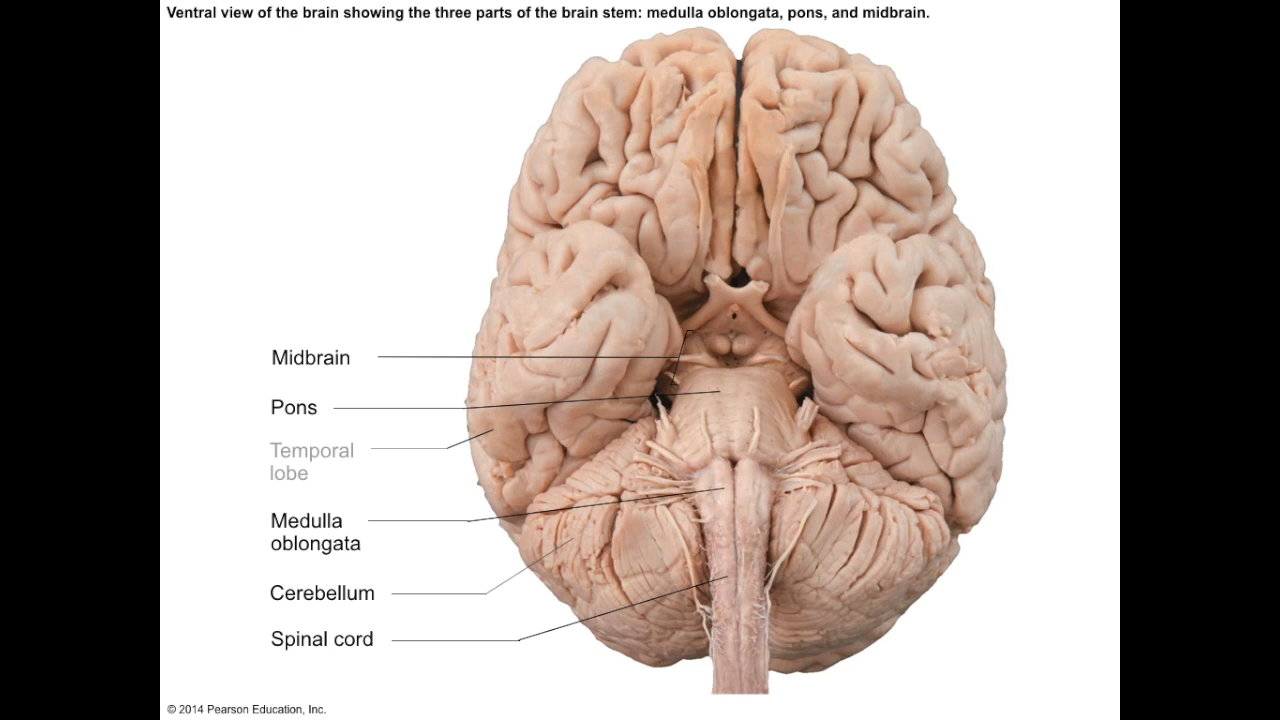 Ventral view of the brain showing the three parts of the brain stem: medulla oblongata, pons, and midbrain.
Midbrain
Pons
Temporal
lobe
Medulla
oblongata
Cerebellum
Spinal cord
© 2014 Pearson Education, Inc.